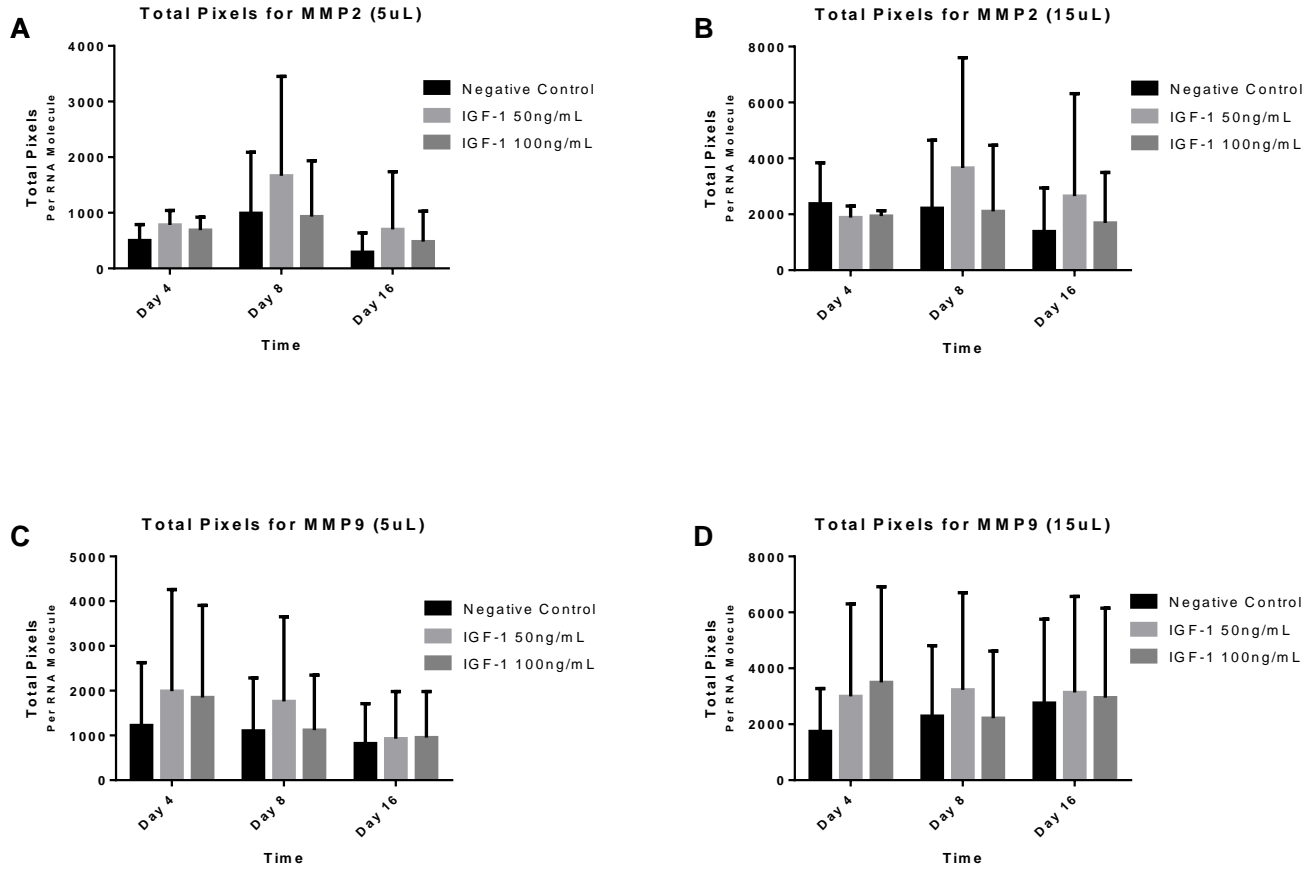 A
Total Pixels for MMP2 (5uL)
Total Pixels
Per RNA Molecule
4000
3000
2000
1000
0
Day 4
Day 8
Day 16
Time
Negative Control
IGF-1 50ng/mL
IGF-1 100ng/mL
B
Total Pixels for MMP2 (15uL)
Total Pixels
Per RNA Molecule
8000
6000
4000
2000
0
Day 4
Day 8
Day 16
Time
Negative Control
IGF-1 50ng/mL
IGF-1 100ng/mL
C
Total Pixels for MMP9 (5uL)
Total Pixels
Per RNA Molecule
5000
4000
3000
2000
1000
0
Day 4
Day 8
Day 16
Time
Negative Control
IGF-1 50ng/mL
IGF-1 100ng/mL
D
Total Pixels for MMP9 (15uL)
Total Pixels
Per RNA Molecule
8000
6000
4000
2000
0
Day 4
Day 8
Day 16
Time
Negative Control
IGF-1 50ng/mL
IGF-1 100ng/mL